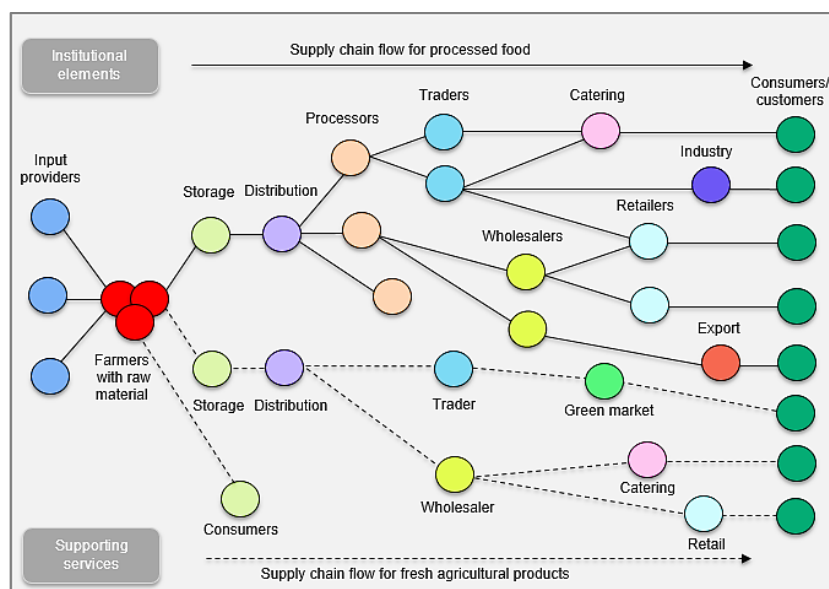 Institutional
elements
Supply chain flow for processed food
Consumers/
customers
Traders
Catering
Processors
Industry
Input
providers
Storage
Distribution
Retailers
Wholesalers
Export
Farmers
with raw
material
Storage
Distribution
Trader
Green market
Catering
Wholesaler
Consumers
Retail
Supporting
services
Supply chain flow for fresh agricultural products